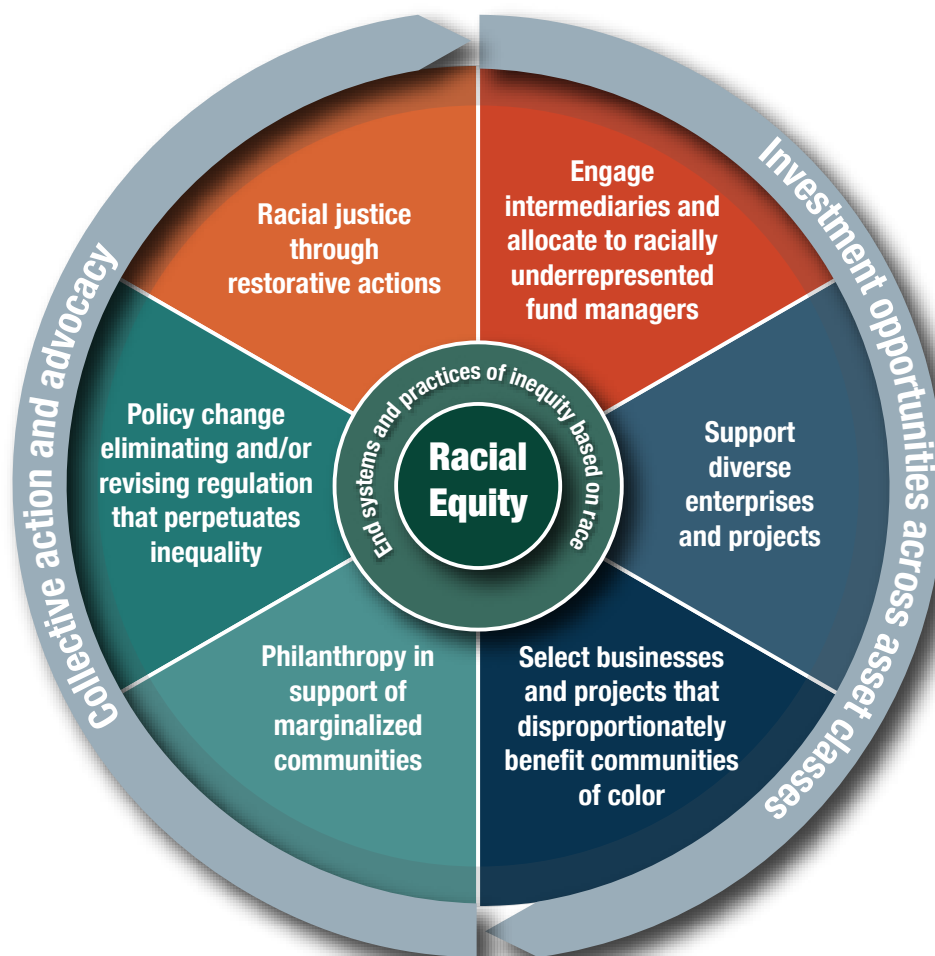 Collective action and advocacy
Investment opportunities across asset classes
Racial justice
through
restorative actions
Engage
intermediaries and
allocate to racially
underrepresented
fund managers
Policy change
eliminating and/or
revising regulation
that perpetuates
inequality
End systems and practices of inequity based on race
Racial
Equity
Support
diverse
enterprises
and projects
Philanthropy in
support of
marginalized
communities
Select businesses
and projects that
disproportionately
benefit communities
of color